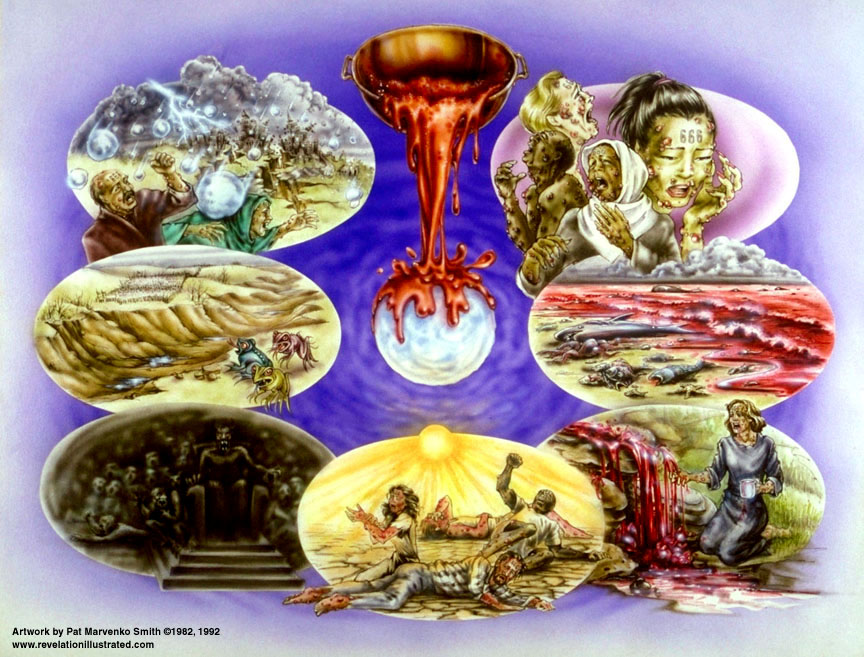 666
Artwork by Pat Marvenko Smith ©1982, 1992
www.revelationillustrated.com